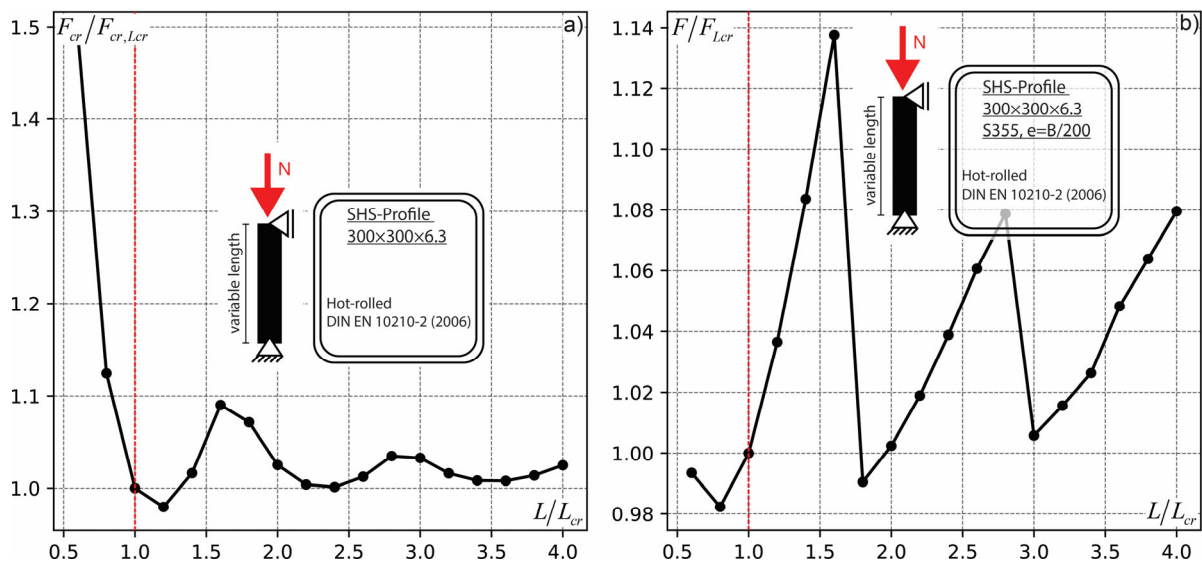 F_cr/F_cr,Lcr
a)
1.5
1.4
1.3
1.2
1.1
1.0
N
variable length
SHS-Profile
300×300×6.3
Hot-rolled
DIN EN 10210-2 (2006)
L/L_cr
0.5 1.0 1.5 2.0 2.5 3.0 3.5 4.0
F/F_Lcr
b)
1.14
1.12
1.10
1.08
1.06
1.04
1.02
1.00
0.98
N
variable length
SHS-Profile
300×300×6.3
S355, e=B/200
Hot-rolled
DIN EN 10210-2 (2006)
L/L_cr
0.5 1.0 1.5 2.0 2.5 3.0 3.5 4.0